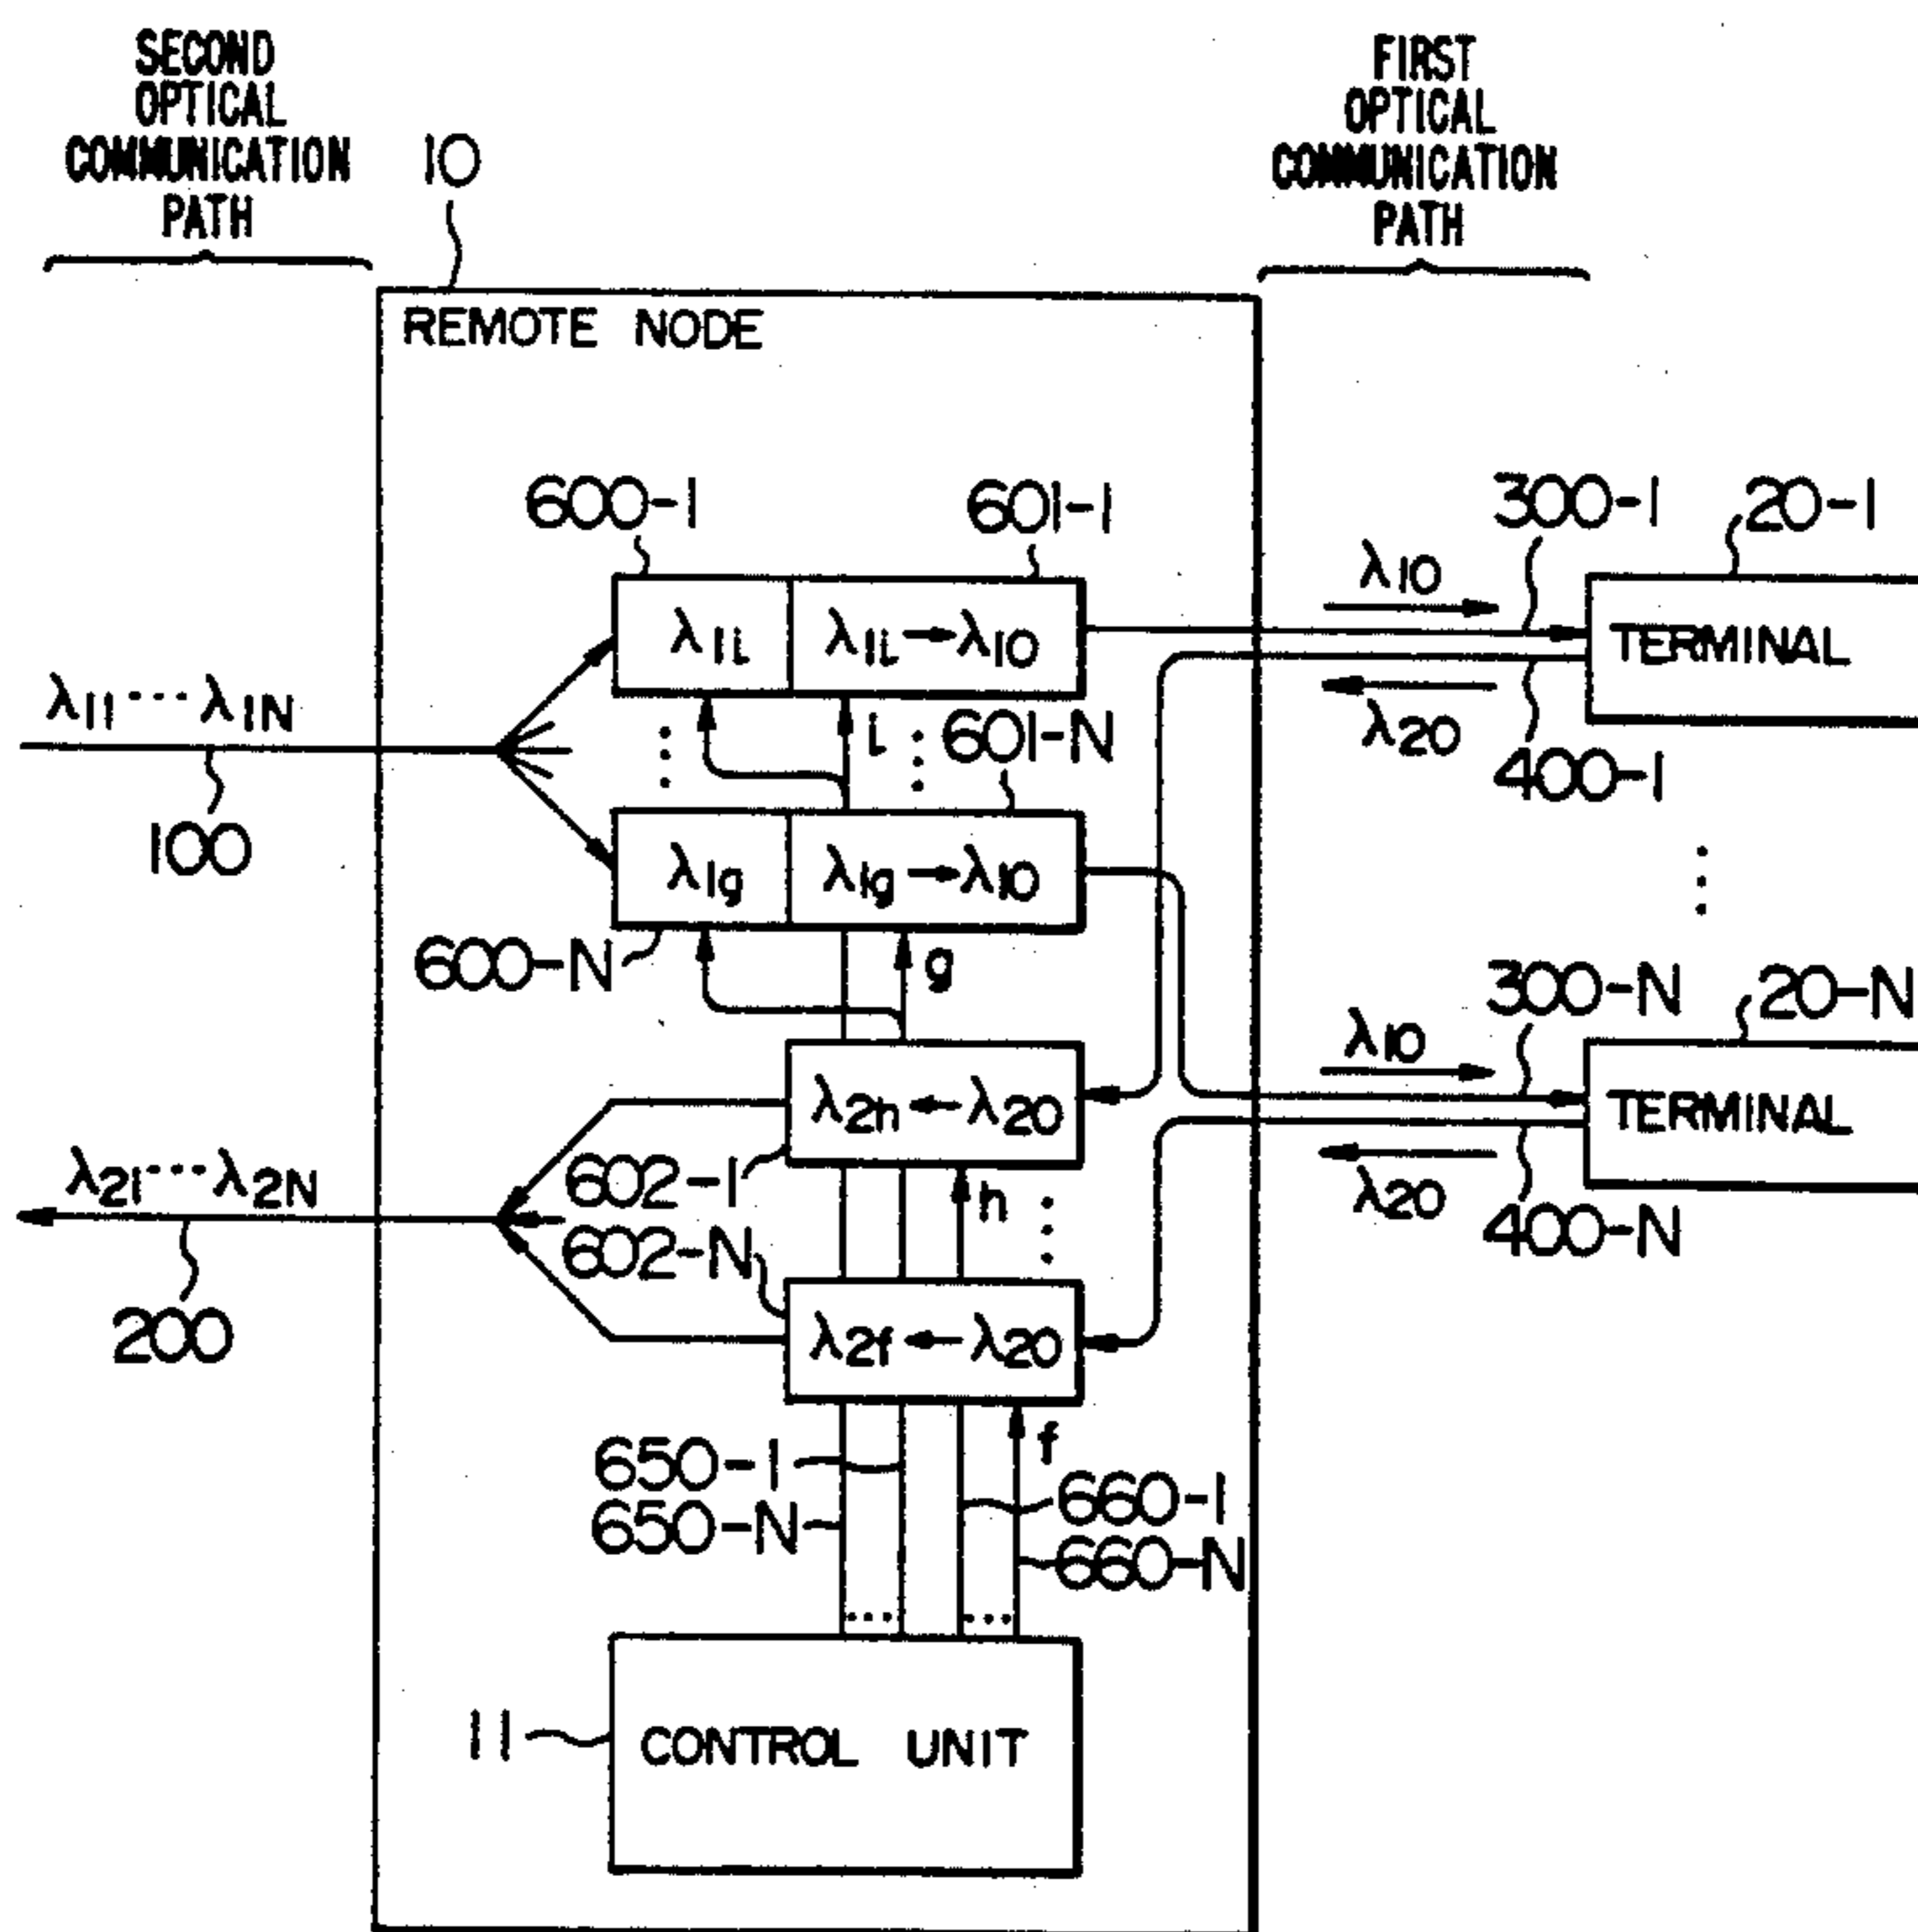 SECOND
OPTICAL
COMMUNICATION
PATH
10
FIRST
OPTICAL
COMMUNICATION
PATH
REMOTE NODE
600-1
601-1
300-1
20-1
λ1i
λ1i→λ10
λ10
TERMINAL
λ11···λ1N
i
601-N
λ20
400-1
100
λ1g
λ1g→λ10
600-N
g
300-N
20-N
λ10
λ2h←λ20
TERMINAL
λ21···λ2N
602-1
h
λ20
602-N
400-N
200
λ2f←λ20
650-1
f
660-1
650-N
660-N
11
CONTROL UNIT